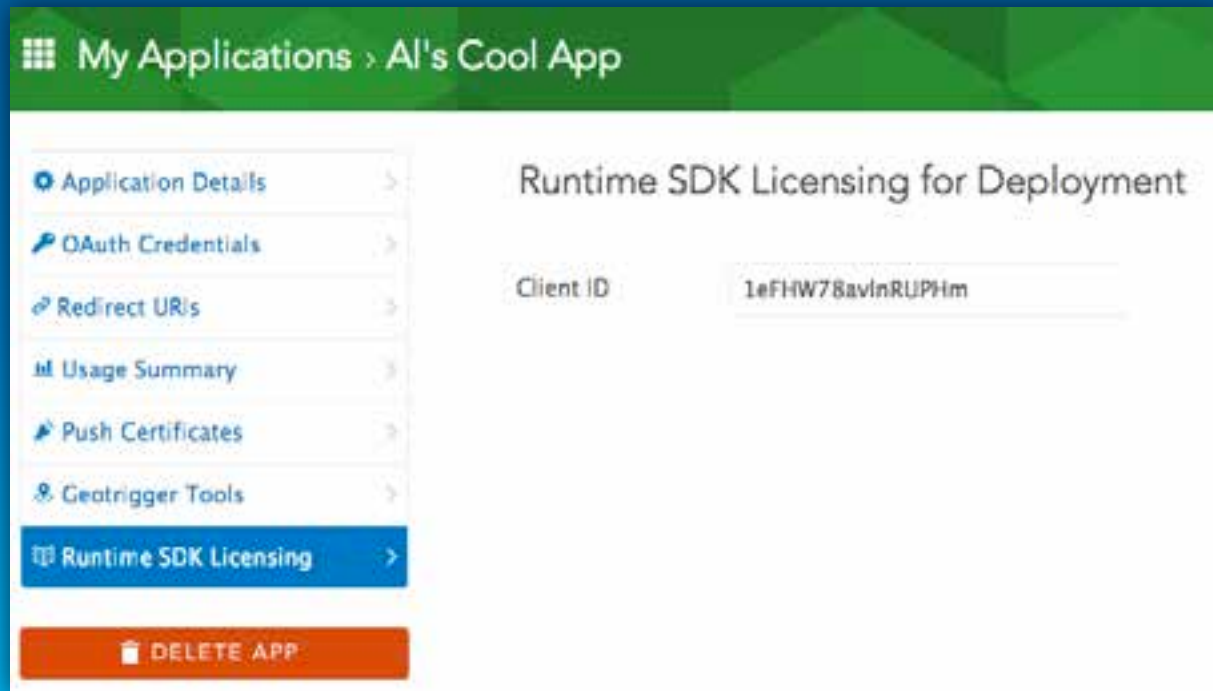 My Applications › Al's Cool App
Application Details
OAuth Credentials
Redirect URIs
Usage Summary
Push Certificates
Geotrigger Tools
Runtime SDK Licensing
DELETE APP
Runtime SDK Licensing for Deployment
Client ID 1eFHW78avlnRUPHm